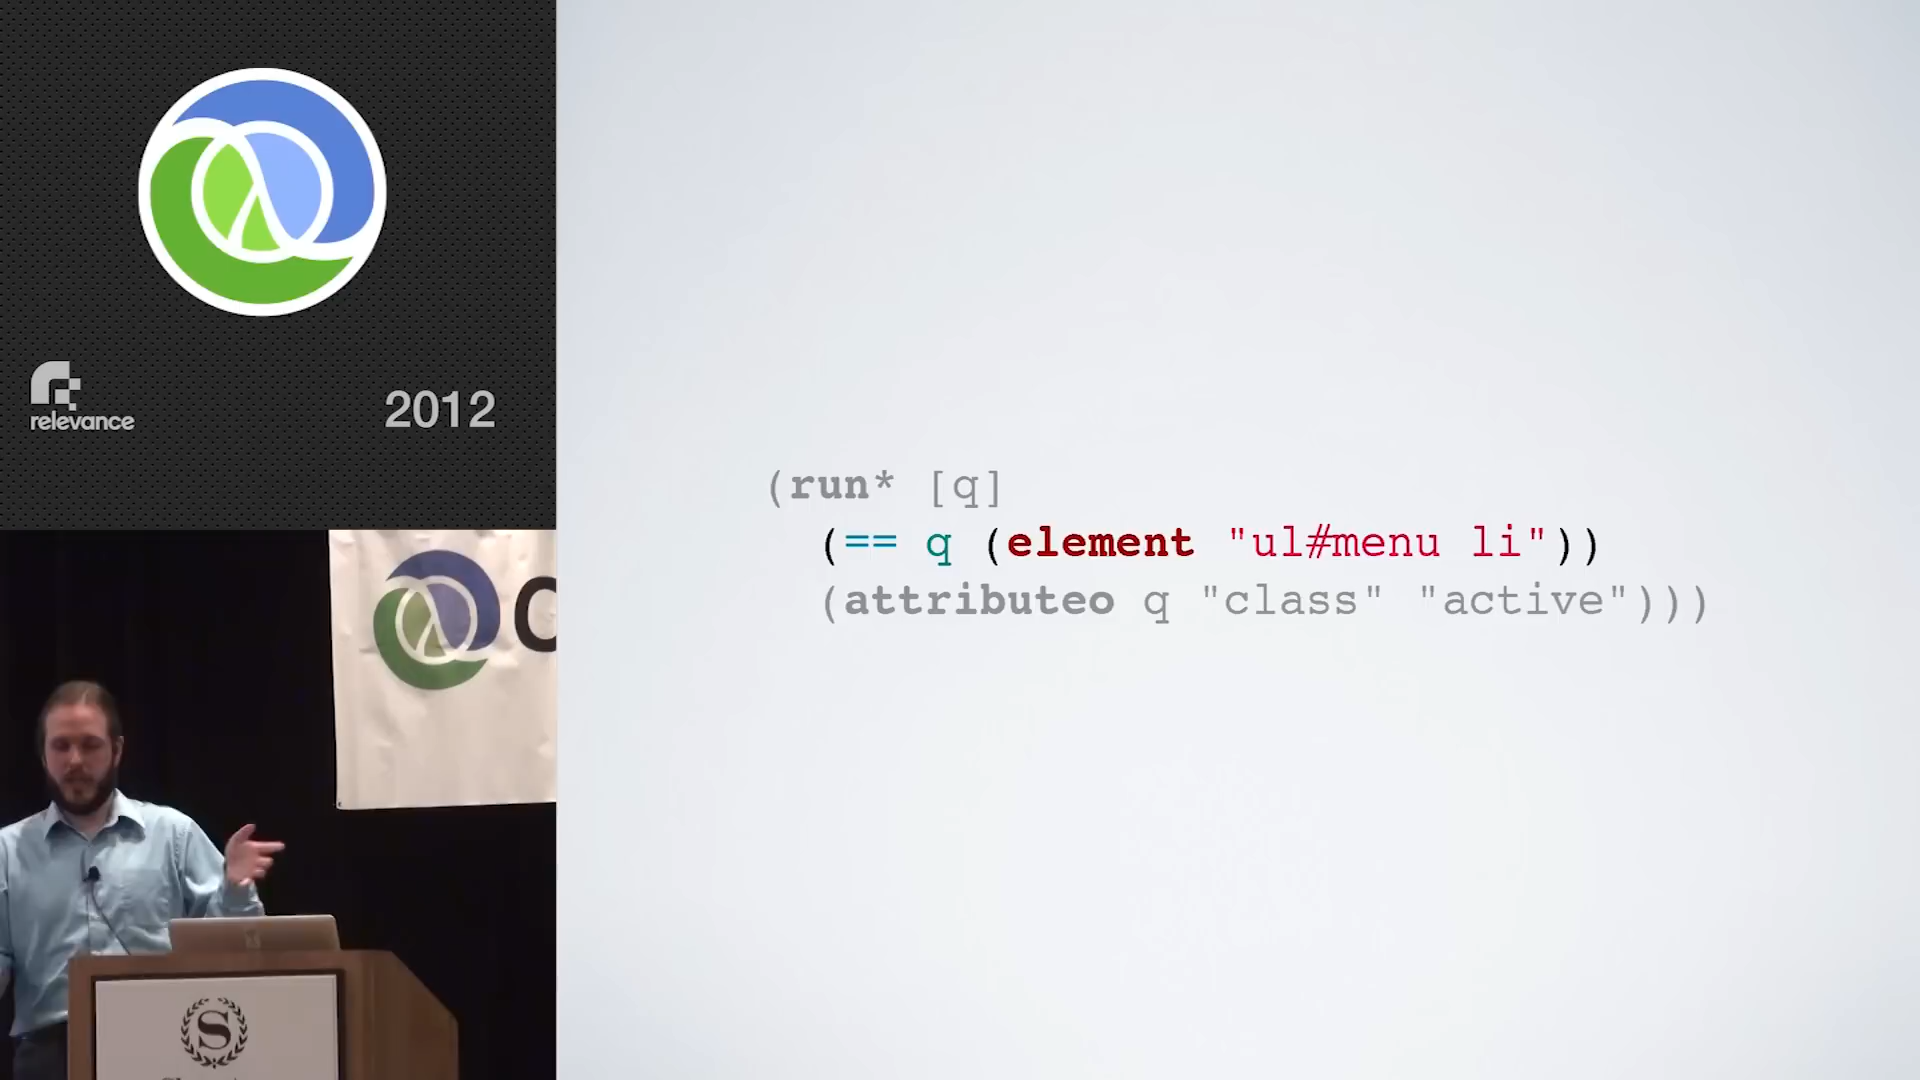 relevance
2012
(run* [q]
(== q (element "ul#menu li"))
(attributeo q "class" "active")))
C
S